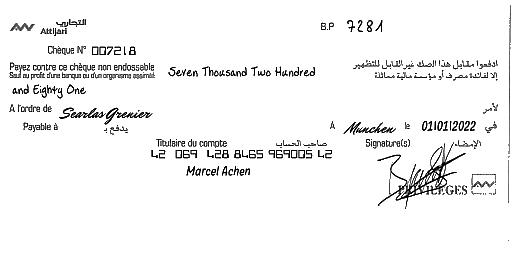 التجاري
Attijari
B.P 7281
Chèque N° 007218
Payez contre ce chèque non endossable
Sauf au profit d'une banque ou d'un organisme assimilé
Seven Thousand Two Hundred
ادفعوا مقابل هذا الصك غير القابل للتظهير
إلا لفائدة مصرف أو مؤسسة مالية مماثلة
and Eighty One
A l'ordre de Searlas Grenier
لأمر
Payable à يدفع بـ
A Munchen le 01/01/2022 في
Titulaire du compte صاحب الحساب
Signature(s) الإمضاء
42 069 428 8465 969005 42
Marcel Achen
PRIVILEGES